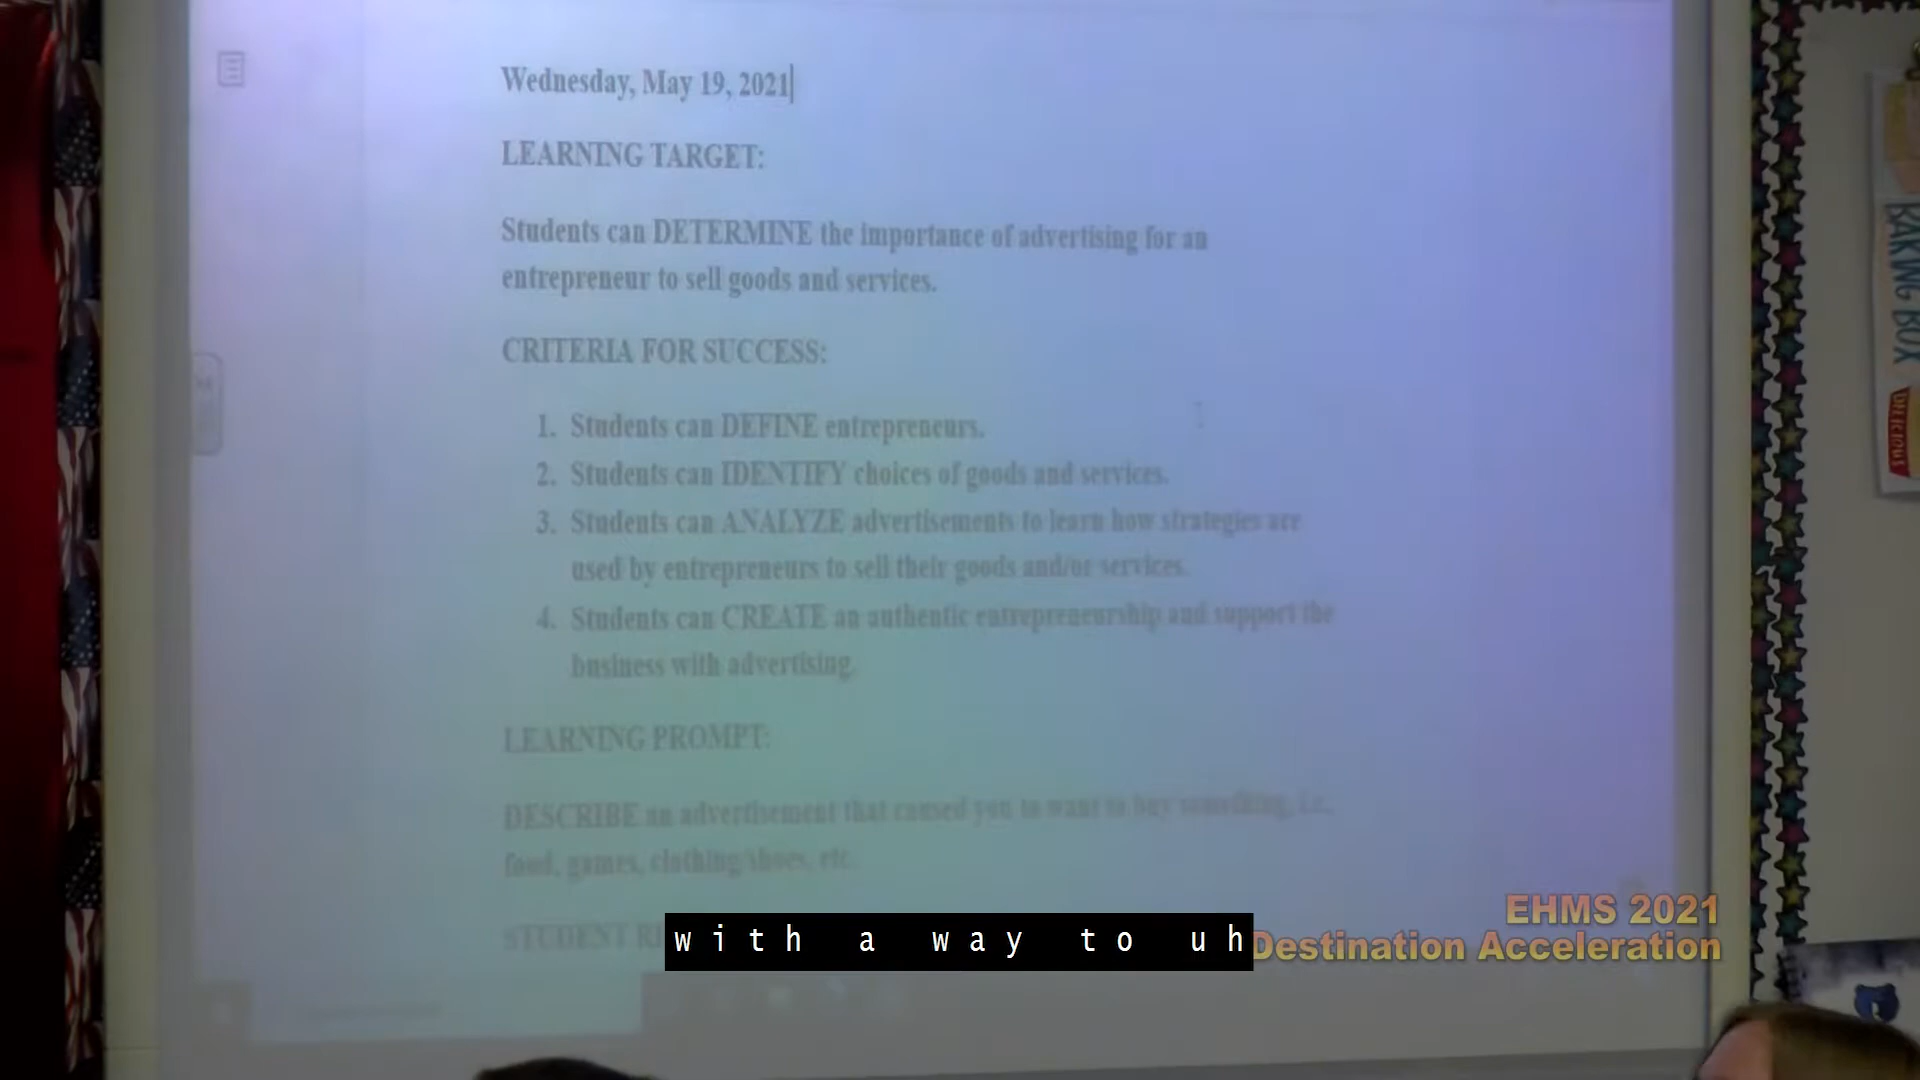 Wednesday, May 19, 2021
LEARNING TARGET:
Students can DETERMINE the importance of advertising for an
entrepreneur to sell goods and services.
CRITERIA FOR SUCCESS:
1. Students can DEFINE entrepreneurs.
2. Students can IDENTIFY choices of goods and services.
3. Students can ANALYZE advertisements to learn how strategies are
used by entrepreneurs to sell their goods and/or services.
4. Students can CREATE an authentic entrepreneurship and support the
business with advertising.
LEARNING PROMPT:
DESCRIBE an advertisement that caused you to want to buy something, i.e.
food, games, clothing/shoes, etc.
STUDENT
with a way to uh
EHMS 2021
Destination Acceleration
BOX
DELICIOUS